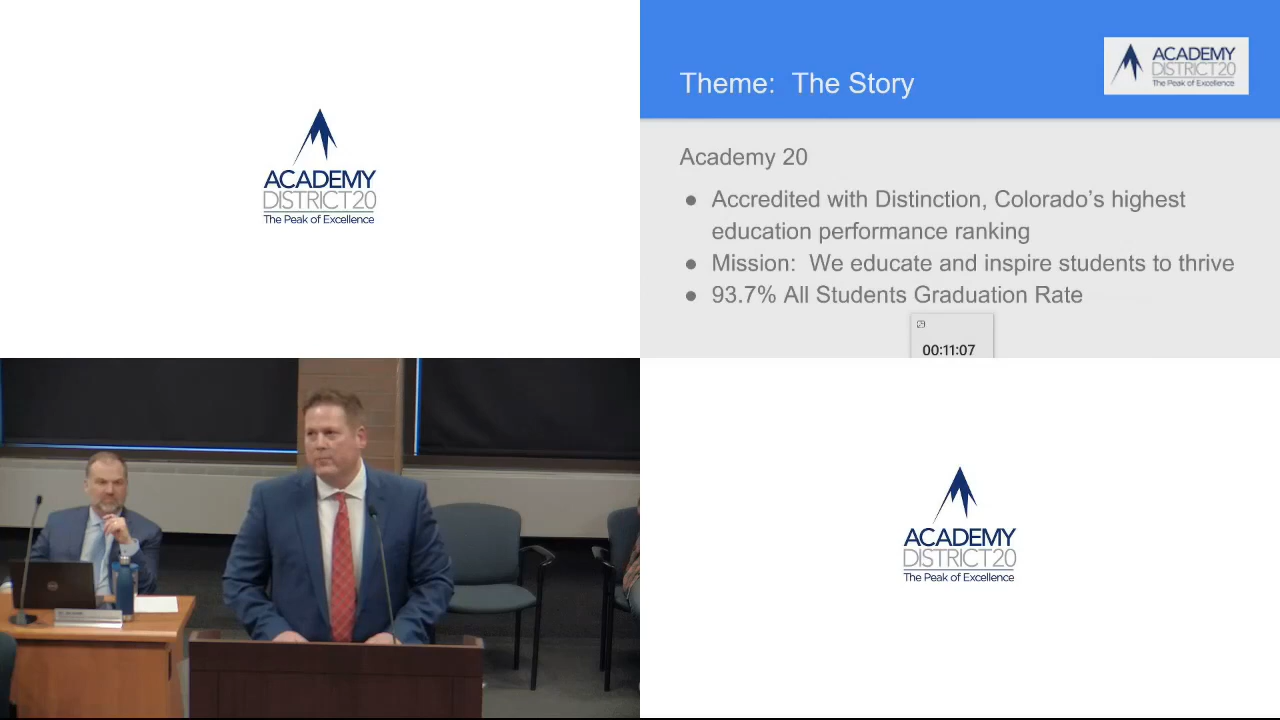 ACADEMY
DISTRICT20
The Peak of Excellence
Theme: The Story
ACADEMY
DISTRICT20
The Peak of Excellence
Academy 20
● Accredited with Distinction, Colorado's highest
education performance ranking
● Mission: We educate and inspire students to thrive
● 93.7% All Students Graduation Rate
00:11:07
ACADEMY
DISTRICT20
The Peak of Excellence